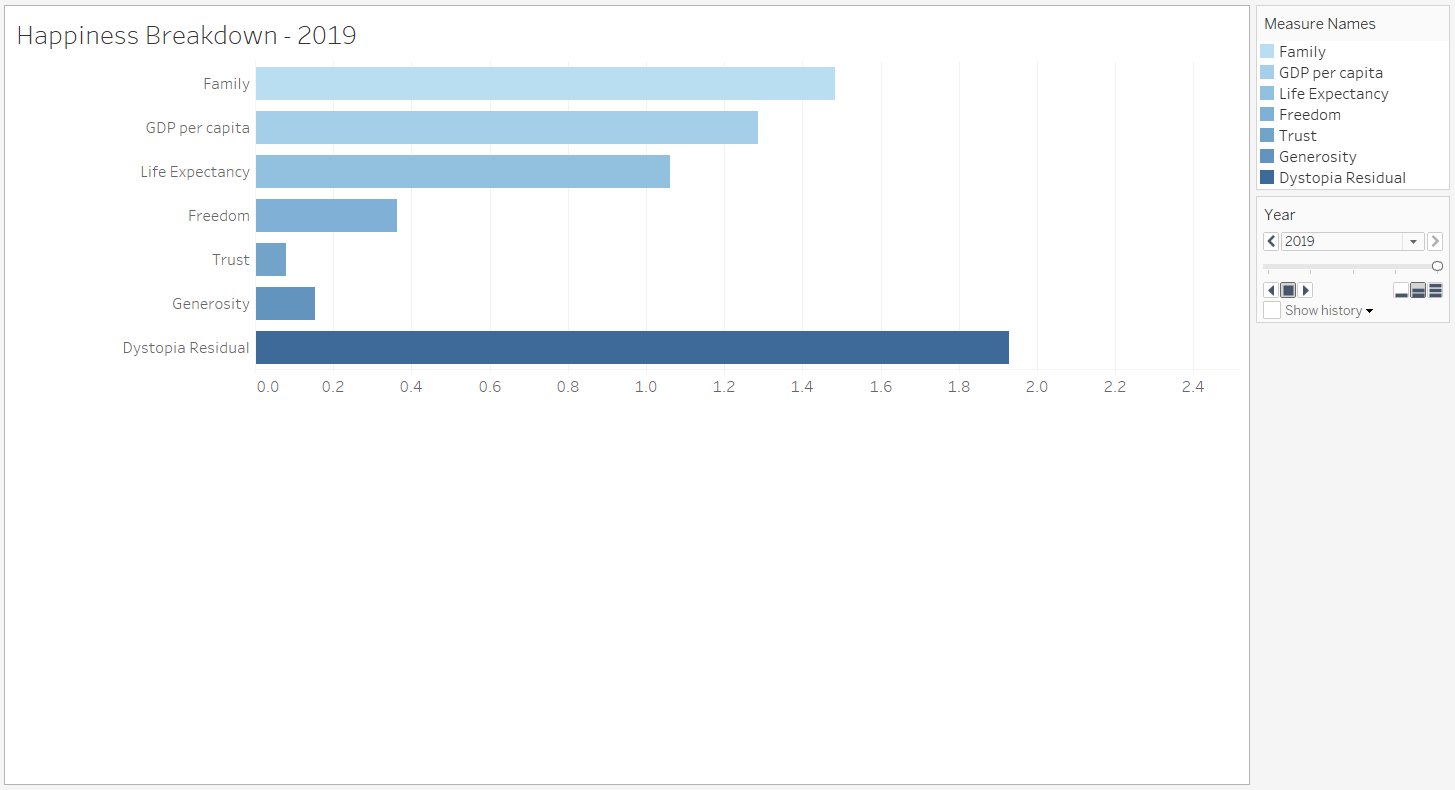 Happiness Breakdown - 2019
Family
GDP per capita
Life Expectancy
Freedom
Trust
Generosity
Dystopia Residual
0.0 0.2 0.4 0.6 0.8 1.0 1.2 1.4 1.6 1.8 2.0 2.2 2.4
Measure Names
Family
GDP per capita
Life Expectancy
Freedom
Trust
Generosity
Dystopia Residual
Year
2019
Show history